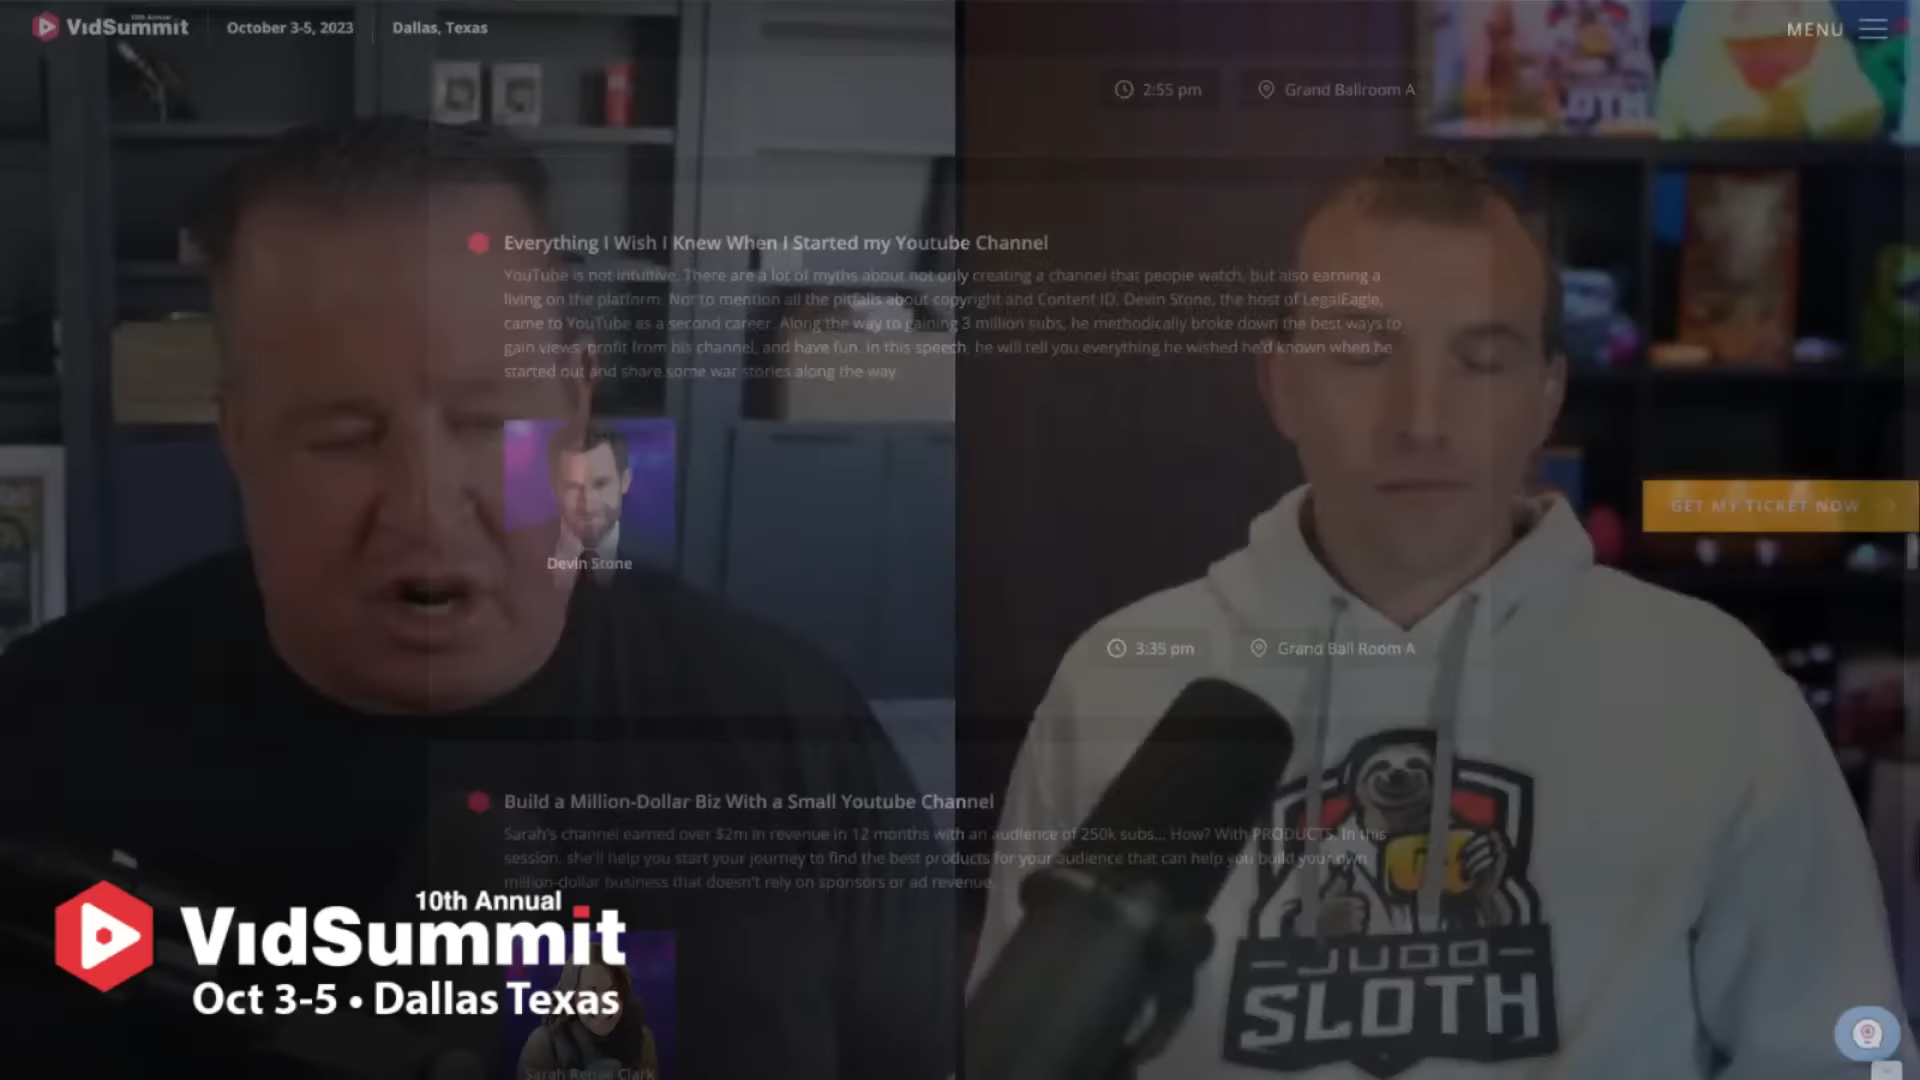 10th Annual
VidSummit
October 3-5, 2023
Dallas, Texas
MENU
2:55 pm
Grand Ballroom A
SLOTH
Everything I Wish I Knew When I Started my Youtube Channel
YouTube is not intuitive. There are a lot of myths about not only creating a channel that people watch, but also earning a
living on the platform. Not to mention all the pitfalls about copyright and Content ID. Devin Stone, the host of LegalEagle,
came to YouTube as a second career. Along the way to gaining 3 million subs, he methodically broke down the best ways to
gain views, profit from his channel, and have fun. In this speech, he will tell you everything he wished he'd known when he
started out and share some war stories along the way.
Devin Stone
GET MY TICKET NOW
3:35 pm
Grand Ball Room A
Build a Million-Dollar Biz With a Small Youtube Channel
Sarah's channel earned over $2m in revenue in 12 months with an audience of 250k subs... How? With PRODUCTS. In this
session, she'll help you start your journey to find the best products for your audience that can help you build your own
million-dollar business that doesn't rely on sponsors or ad revenue.
Sarah Renae Clark
10th Annual
VidSummit
Oct 3-5 • Dallas Texas
JUDO
SLOTH